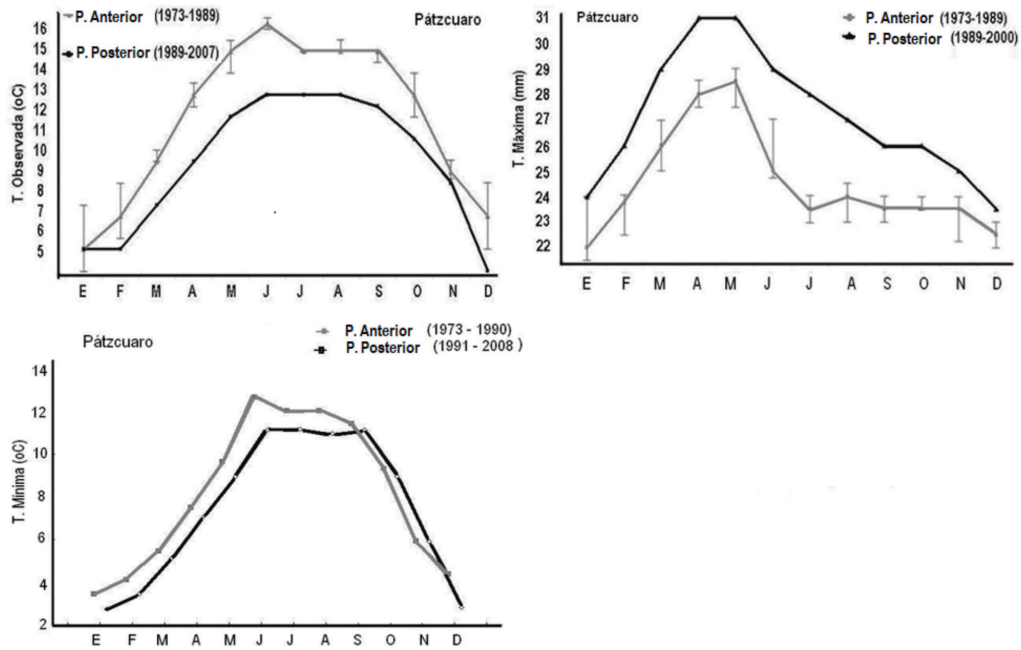 P. Anterior (1973-1989)
P. Posterior (1989-2007)
Pátzcuaro
T. Observada (oC)
16
15
14
13
12
11
10
9
8
7
6
5
E F M A M J J A S O N D
Pátzcuaro
P. Anterior (1973-1989)
P. Posterior (1989-2000)
T. Máxima (mm)
31
30
29
28
27
26
24
23
22
E F M A M J J A S O N D
Pátzcuaro
P. Anterior (1973 - 1990)
P. Posterior (1991 - 2008 )
T. Mínima (oC)
14
12
10
8
6
4
2
E F M A M J J A S O N D